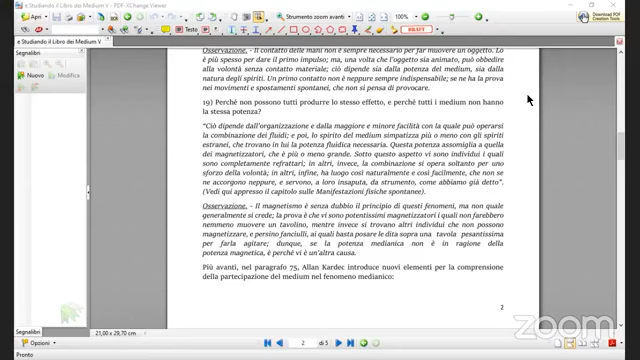 e Studiando il Libro dei Medium V - PDF-XChange Viewer
Apri
Strumento zoom avanti
100%
Download PDF
Creation Tools
Testo
DRAFT
e Studiando il Libro dei Medium V
Segnalibri
Nuovo
Modifica
Osservazione. - Il contatto delle mani non è sempre necessario per far muovere un oggetto. Lo
è più spesso per dare il primo impulso; ma, una volta che l'oggetto sia animato, può obbedire
alla volontà senza contatto materiale; ciò dipende sia dalla potenza del medium, sia dalla
natura degli spiriti. Un primo contatto non è neppure sempre indispensabile; se ne ha la prova
nei movimenti e spostamenti spontanei, che non si pensa di provocare.
19) Perché non possono tutti produrre lo stesso effetto, e perché tutti i medium non hanno
la stessa potenza?
"Ciò dipende dall'organizzazione e dalla maggiore e minore facilità con la quale può operarsi
la combinazione dei fluidi; e poi, lo spirito del medium simpatizza più o meno con gli spiriti
estranei, che trovano in lui la potenza fluidica necessaria. Questa potenza assomiglia a quella
dei magnetizzatori, che è più o meno grande. Sotto questo aspetto vi sono individui i quali
sono completamente refrattari; in altri, invece, la combinazione si opera soltanto per uno
sforzo della volontà; in altri, infine, ha luogo così naturalmente e così facilmente, che non se
ne accorgono neppure, e servono, a loro insaputa, da strumento, come abbiamo già detto".
(Vedi qui appresso il capitolo sulle Manifestazioni fisiche spontanee).
Osservazione. - Il magnetismo è senza dubbio il principio di questi fenomeni, ma non quale
generalmente si crede; la prova è che vi sono potentissimi magnetizzatori i quali non farebbero
nemmeno muovere un tavolino, mentre invece si trovano altri individui che non possono
magnetizzare, e persino fanciulli, ai quali basta posare le dita sopra una tavola pesantissima
per farla agitare; dunque, se la potenza medianica non è in ragione della
potenza magnetica, è perché vi è un'altra causa.
Più avanti, nel paragrafo 75, Allan Kardec introduce nuovi elementi per la comprensione
della partecipazione del medium nel fenomeno medianico:
2
zoom
Segnalibri
21,00 x 29,70 cm
Opzioni
2
di 5
Pronto